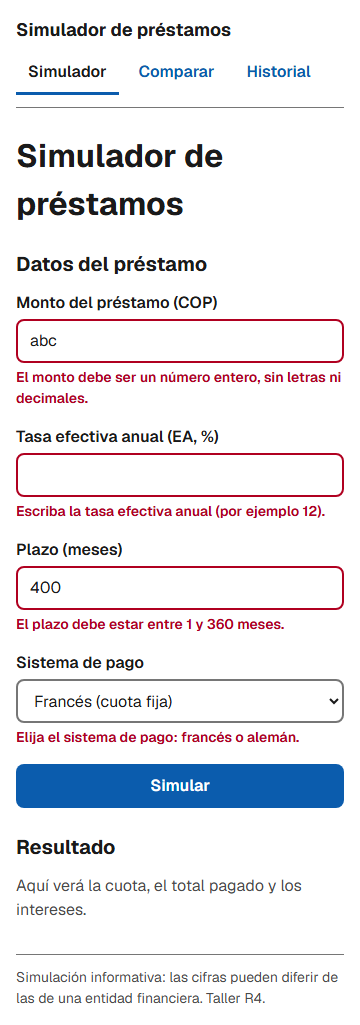 Simulador de préstamos
Simulador
Comparar
Historial
Simulador de
préstamos
Datos del préstamo
Monto del préstamo (COP)
abc
El monto debe ser un número entero, sin letras ni
decimales.
Tasa efectiva anual (EA, %)
Escriba la tasa efectiva anual (por ejemplo 12).
Plazo (meses)
400
El plazo debe estar entre 1 y 360 meses.
Sistema de pago
Francés (cuota fija)
Elija el sistema de pago: francés o alemán.
Simular
Resultado
Aquí verá la cuota, el total pagado y los
intereses.
Simulación informativa: las cifras pueden diferir de
las de una entidad financiera. Taller R4.